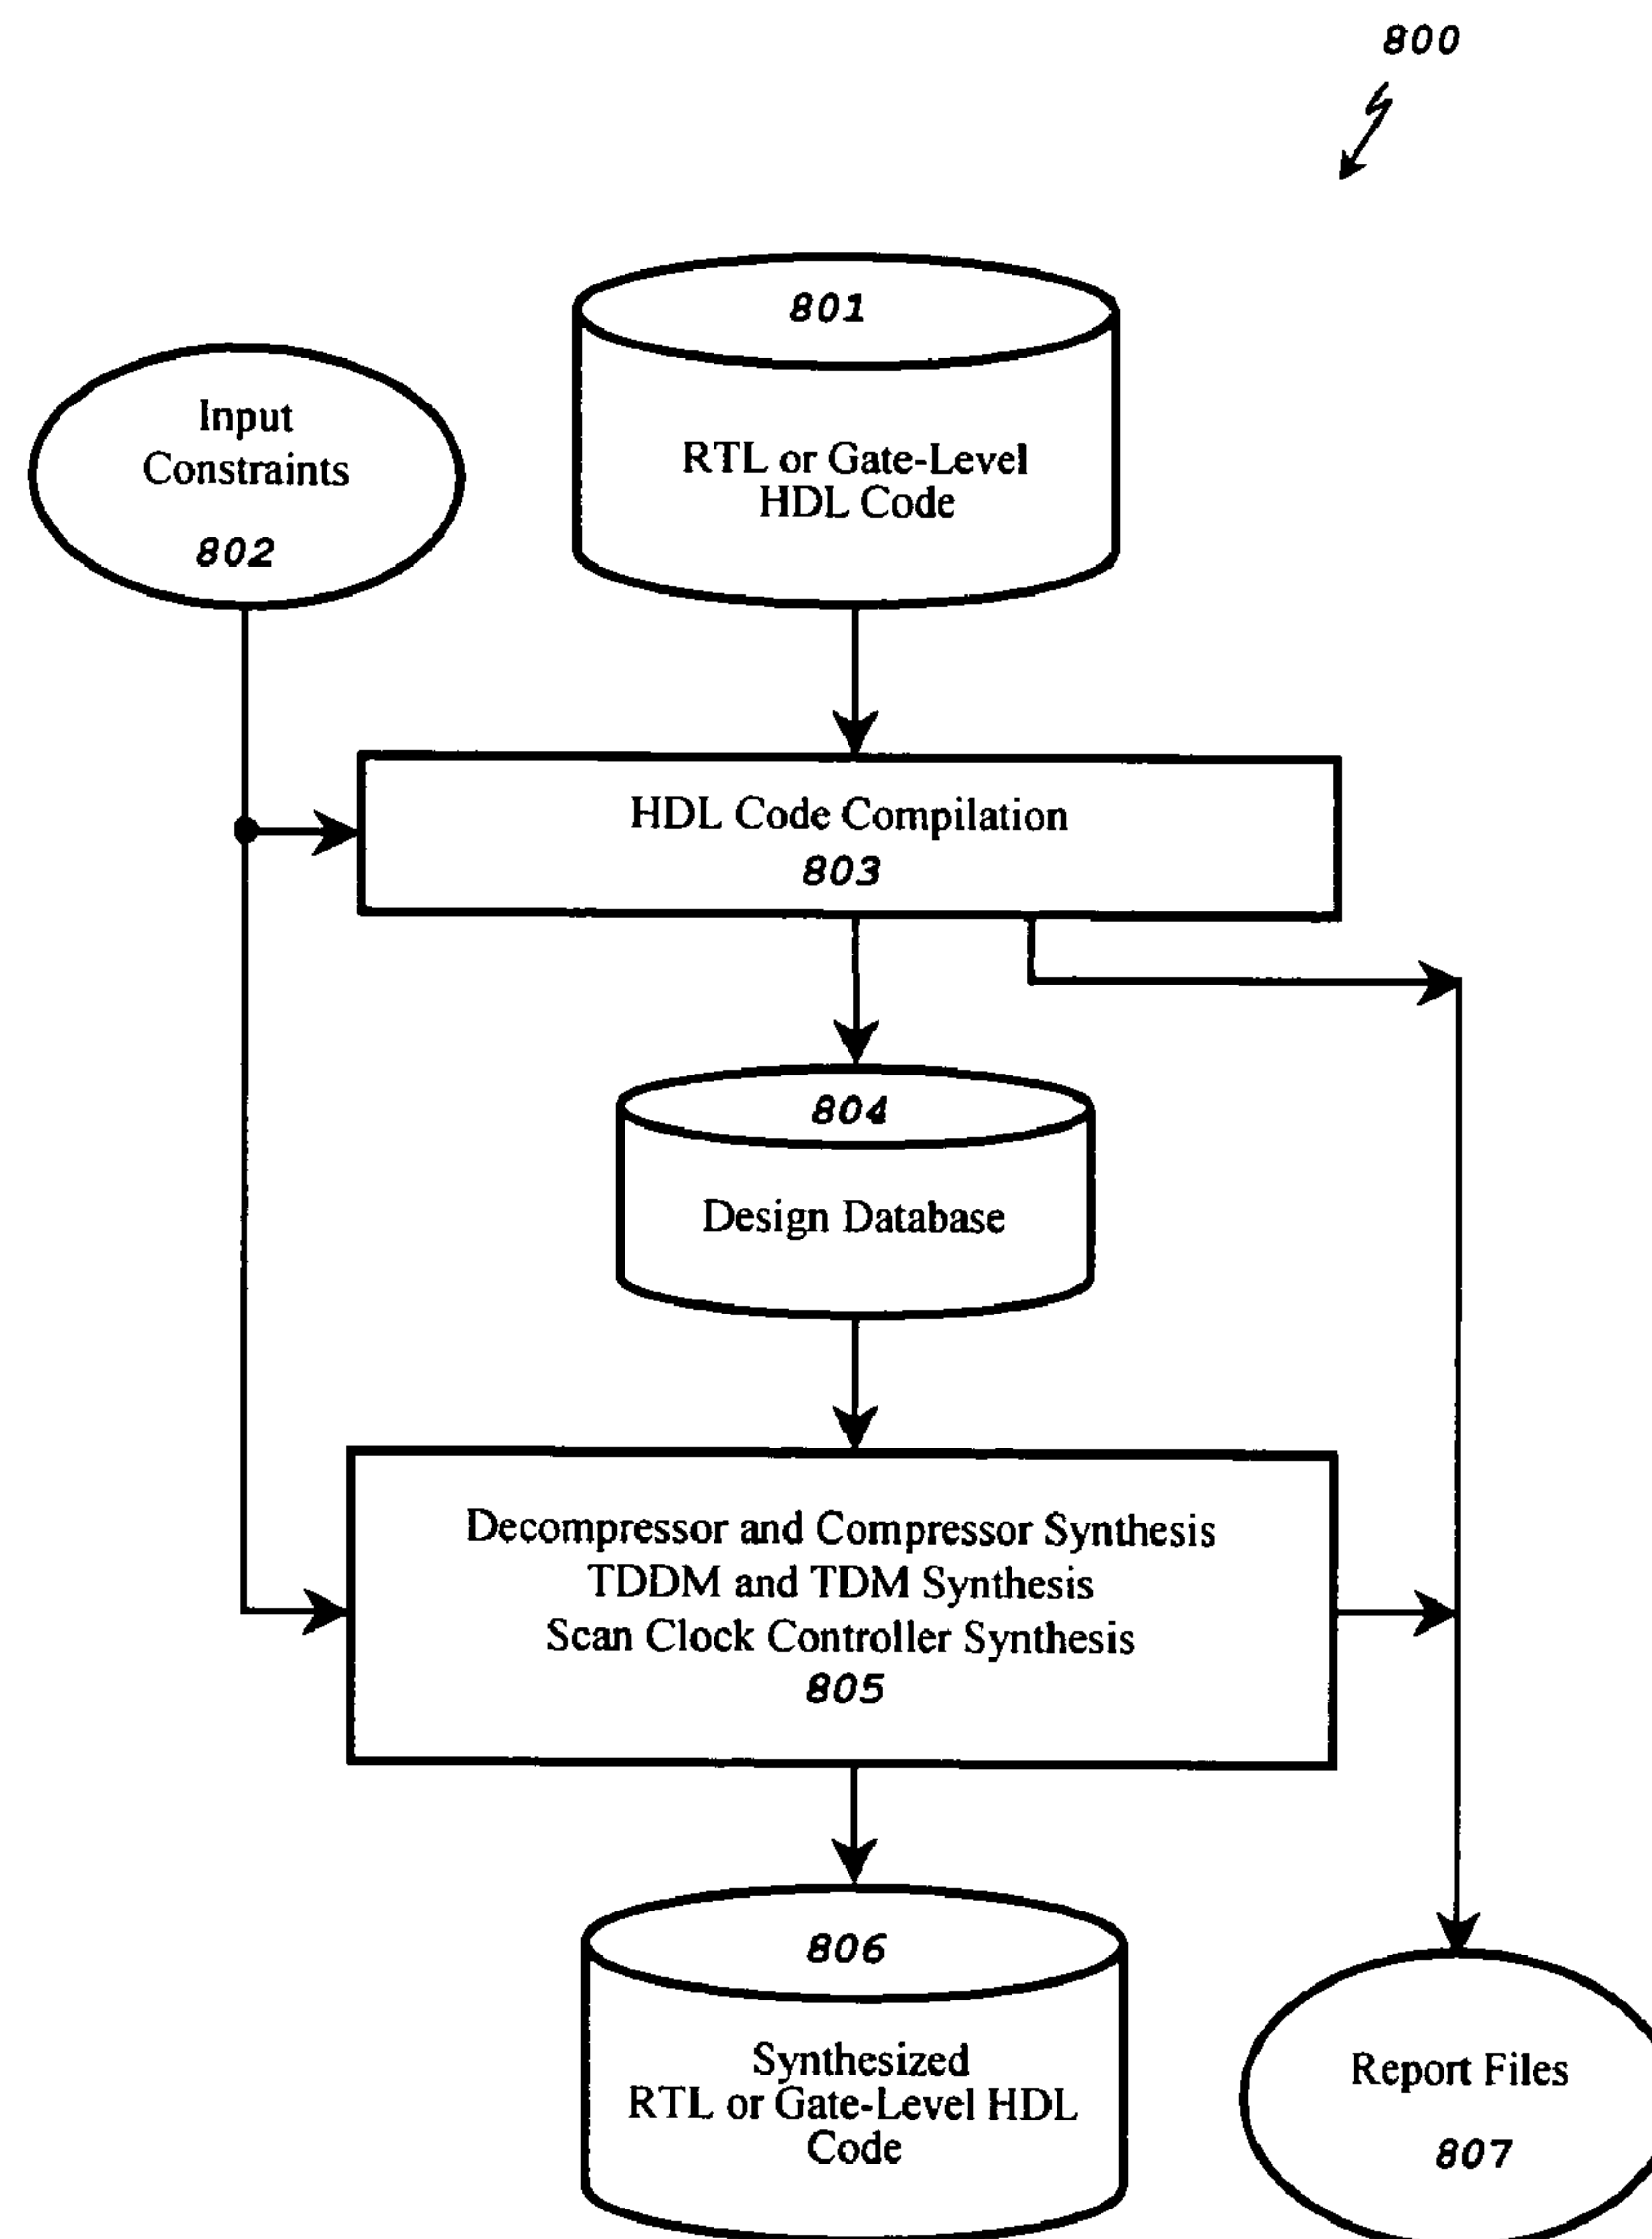 800
801
RTL or Gate-Level
HDL Code
Input
Constraints
802
HDL Code Compilation
803
804
Design Database
Decompressor and Compressor Synthesis
TDDM and TDM Synthesis
Scan Clock Controller Synthesis
805
806
Synthesized
RTL or Gate-Level HDL
Code
Report Files
807